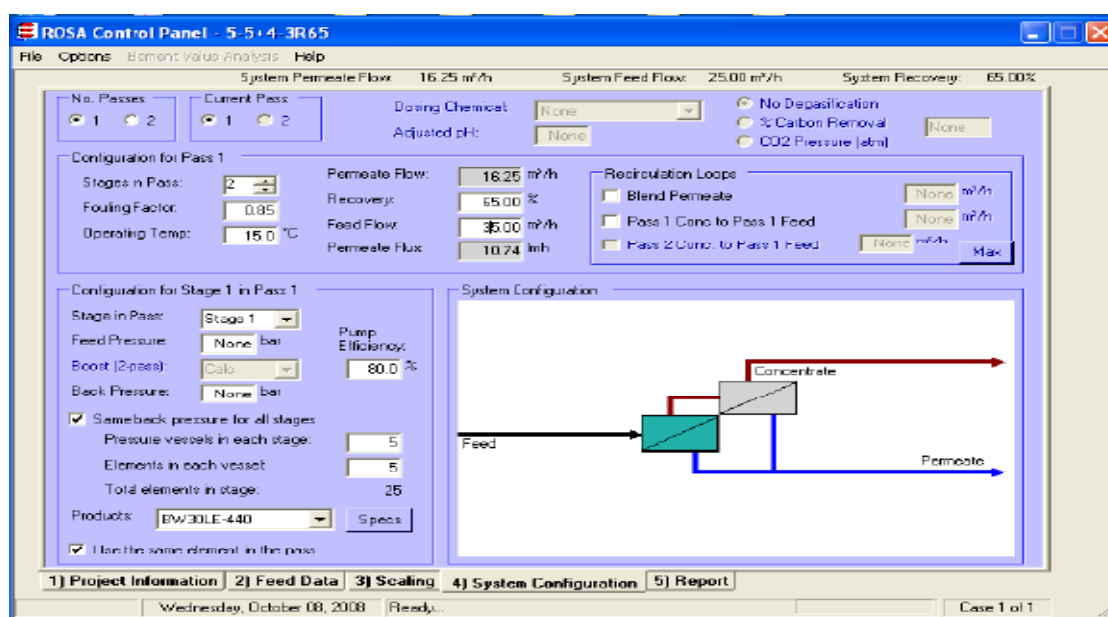 ROSA Control Panel - 5-5+4-3R65
File Options Element Value Analysis Help
System Permeate Flow: 16.25 m³/h System Feed Flow: 25.00 m³/h System Recovery: 65.00%
No. Passes
1 2
Current Pass
1 2
Dosing Chemical: None
Adjusted pH: None
No Degasification
% Carbon Removal None
CO2 Pressure (atm)
Configuration for Pass 1
Stages in Pass: 2
Fouling Factor: 0.85
Operating Temp: 15.0 °C
Permeate Flow: 16.25 m³/h
Recovery: 65.00 %
Feed Flow: 35.00 m³/h
Permeate Flux: 10.74 lmh
Recirculation Loops
Blend Permeate None m³/h
Pass 1 Conc. to Pass 1 Feed None m³/h
Pass 2 Conc. to Pass 1 Feed None m³/h
Max
Configuration for Stage 1 in Pass 1
Stage in Pass: Stage 1
Feed Pressure: None bar
Boost (2-pass): Calc
Back Pressure: None bar
Pump
Efficiency:
80.0 %
Same back pressure for all stages
Pressure vessels in each stage: 5
Elements in each vessel: 5
Total elements in stage: 25
Products: BW30LE-440 Specs
Use the same element in the pass
System Configuration
Concentrate
Feed
Permeate
1) Project Information 2) Feed Data 3) Scaling 4) System Configuration 5) Report
Wednesday, October 08, 2008 Ready... Case 1 of 1